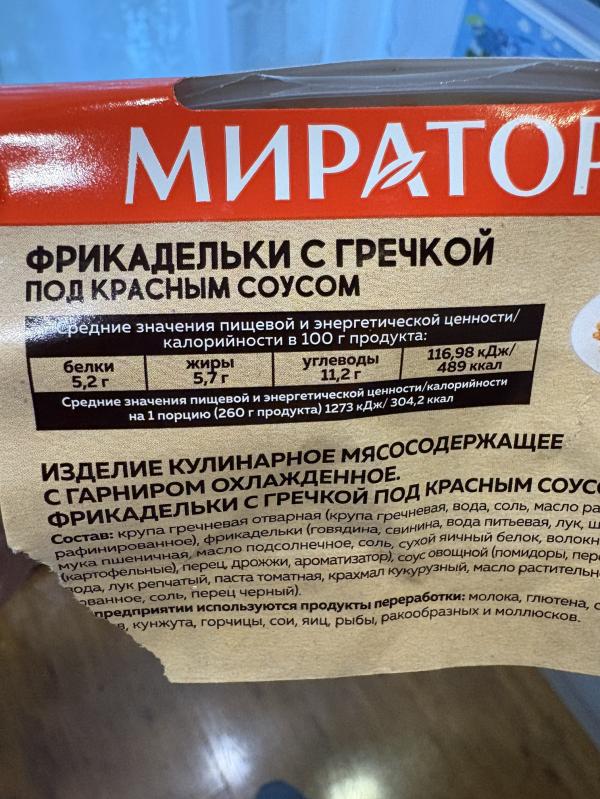 МИРАТОР
ФРИКАДЕЛЬКИ С ГРЕЧКОЙ
ПОД КРАСНЫМ СОУСОМ
Средние значения пищевой и энергетической ценности/
калорийности в 100 г продукта:
белки жиры углеводы 116,98 кДж/
5,2 г 5,7 г 11,2 г 489 ккал
Средние значения пищевой и энергетической ценности/калорийности
на 1 порцию (260 г продукта) 1273 кДж/ 304,2 ккал
ИЗДЕЛИЕ КУЛИНАРНОЕ МЯСОСОДЕРЖАЩЕЕ
С ГАРНИРОМ ОХЛАЖДЕННОЕ.
ФРИКАДЕЛЬКИ С ГРЕЧКОЙ ПОД КРАСНЫМ СОУС
Состав: крупа гречневая отварная (крупа гречневая, вода, соль, масло ра
рафинированное), фрикадельки (говядина, свинина, вода питьевая, лук, ш
мука пшеничная, масло подсолнечное, соль, сухой яичный белок, волокн
(картофельные), перец, дрожжи, ароматизатор), соус овощной (помидоры, пер
вода, лук репчатый, паста томатная, крахмал кукурузный, масло растительн
ованное, соль, перец черный).
предприятии используются продукты переработки: молока, глютена, с
в, кунжута, горчицы, сои, яиц, рыбы, ракообразных и моллюсков.